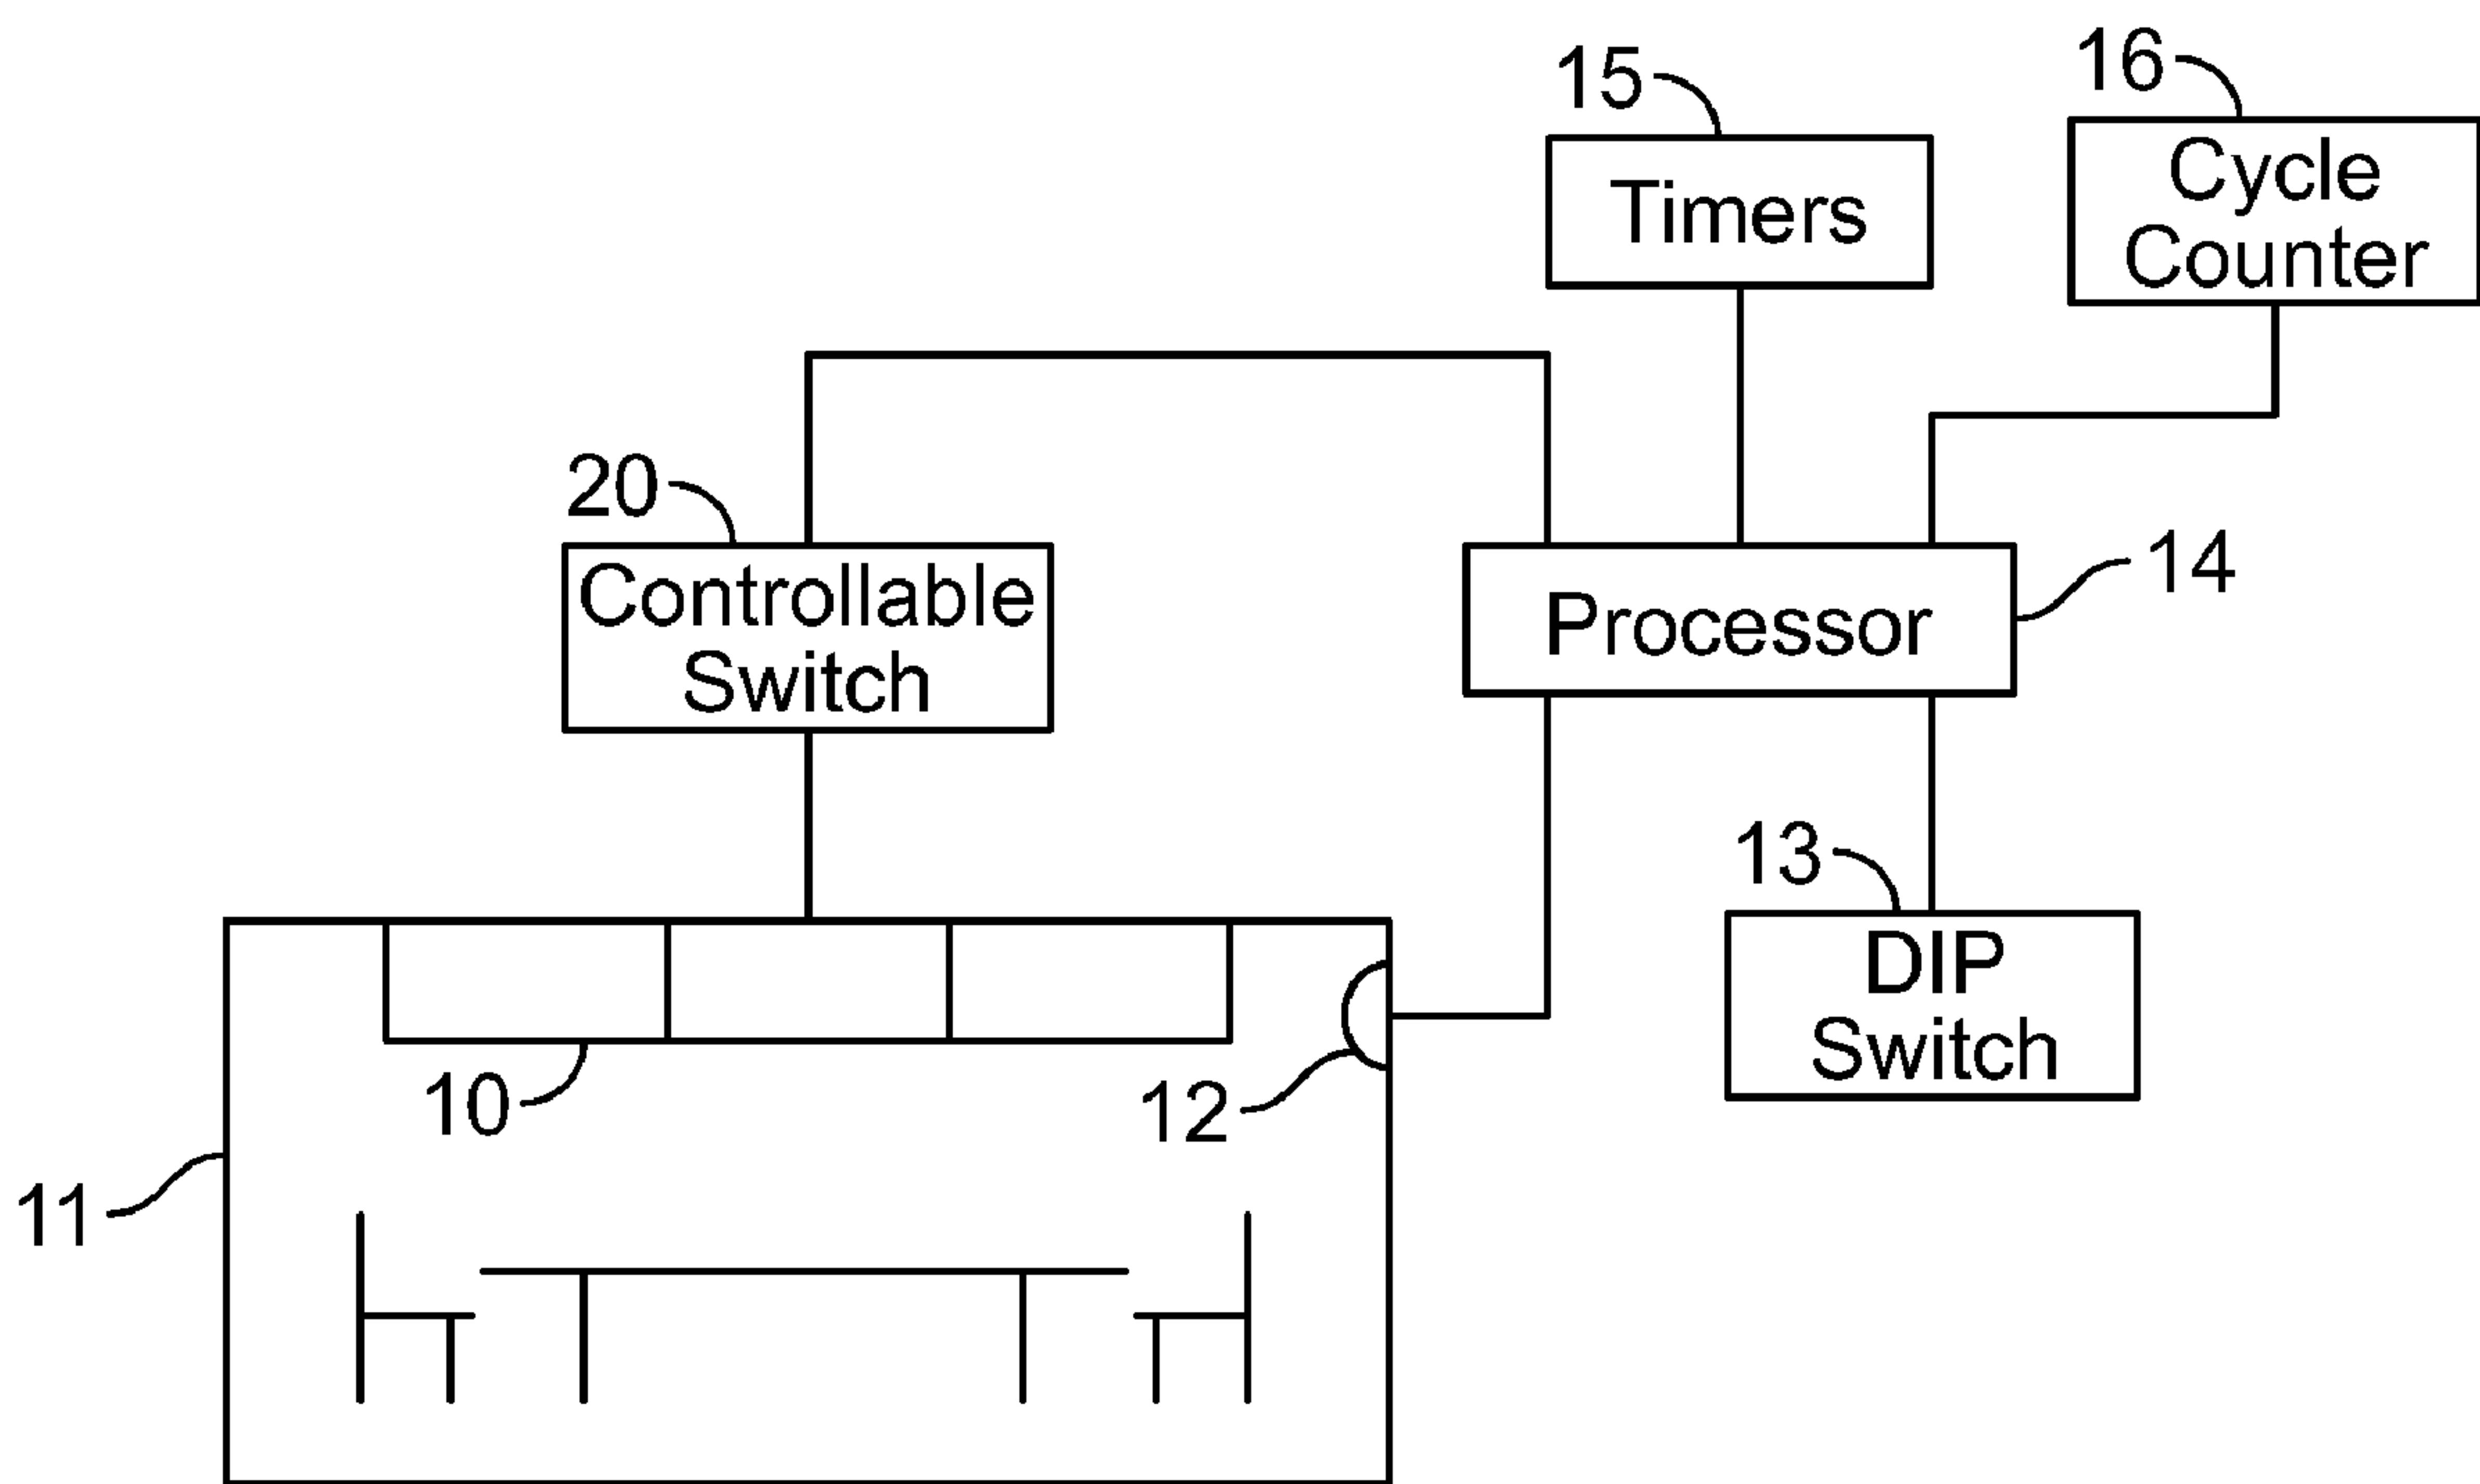 16
15
Cycle
Counter
Timers
20
14
Controllable
Switch
Processor
13
DIP
Switch
10
12
11